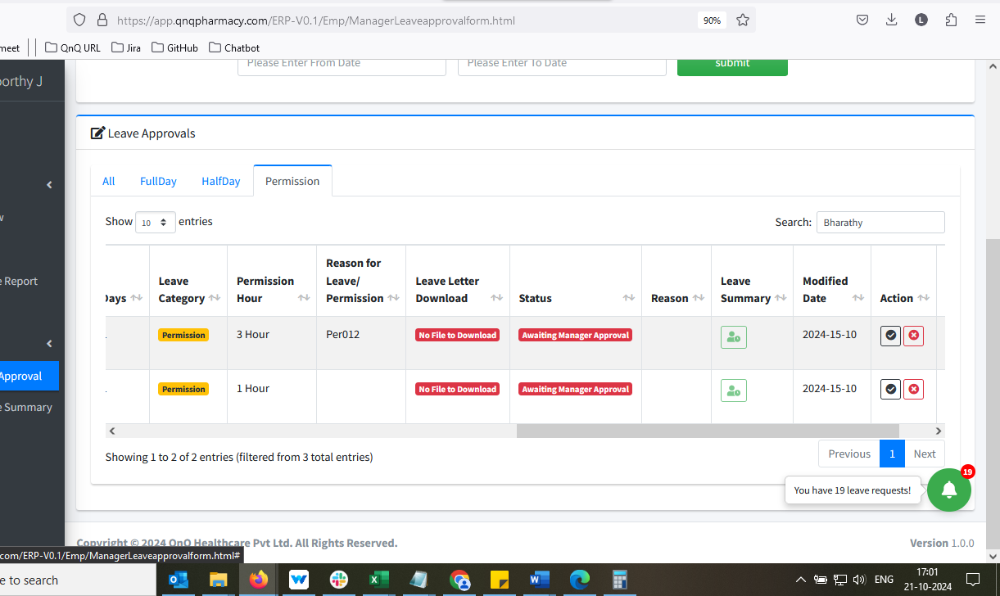 https://app.qnqpharmacy.com/ERP-V0.1/Emp/ManagerLeaveapprovalform.html
90%
L
meet
QnQ URL
Jira
GitHub
Chatbot
oorthy J
Please Enter From Date
Please Enter To Date
submit
Leave Approvals
All
FullDay
HalfDay
Permission
Show 10 entries
Search: Bharathy
Days
Leave
Category
Permission
Hour
Reason for
Leave/
Permission
Leave Letter
Download
Status
Reason
Leave
Summary
Modified
Date
Action
Permission
3 Hour
Per012
No File to Download
Awaiting Manager Approval
2024-15-10
Permission
1 Hour
No File to Download
Awaiting Manager Approval
2024-15-10
Showing 1 to 2 of 2 entries (filtered from 3 total entries)
Previous
1
Next
19
You have 19 leave requests!
w
e Report
Approval
e Summary
Copyright © 2024 QnQ Healthcare Pvt Ltd. All Rights Reserved.
Version 1.0.0
.com/ERP-V0.1/Emp/ManagerLeaveapprovalform.html#
e to search
ENG
17:01
21-10-2024